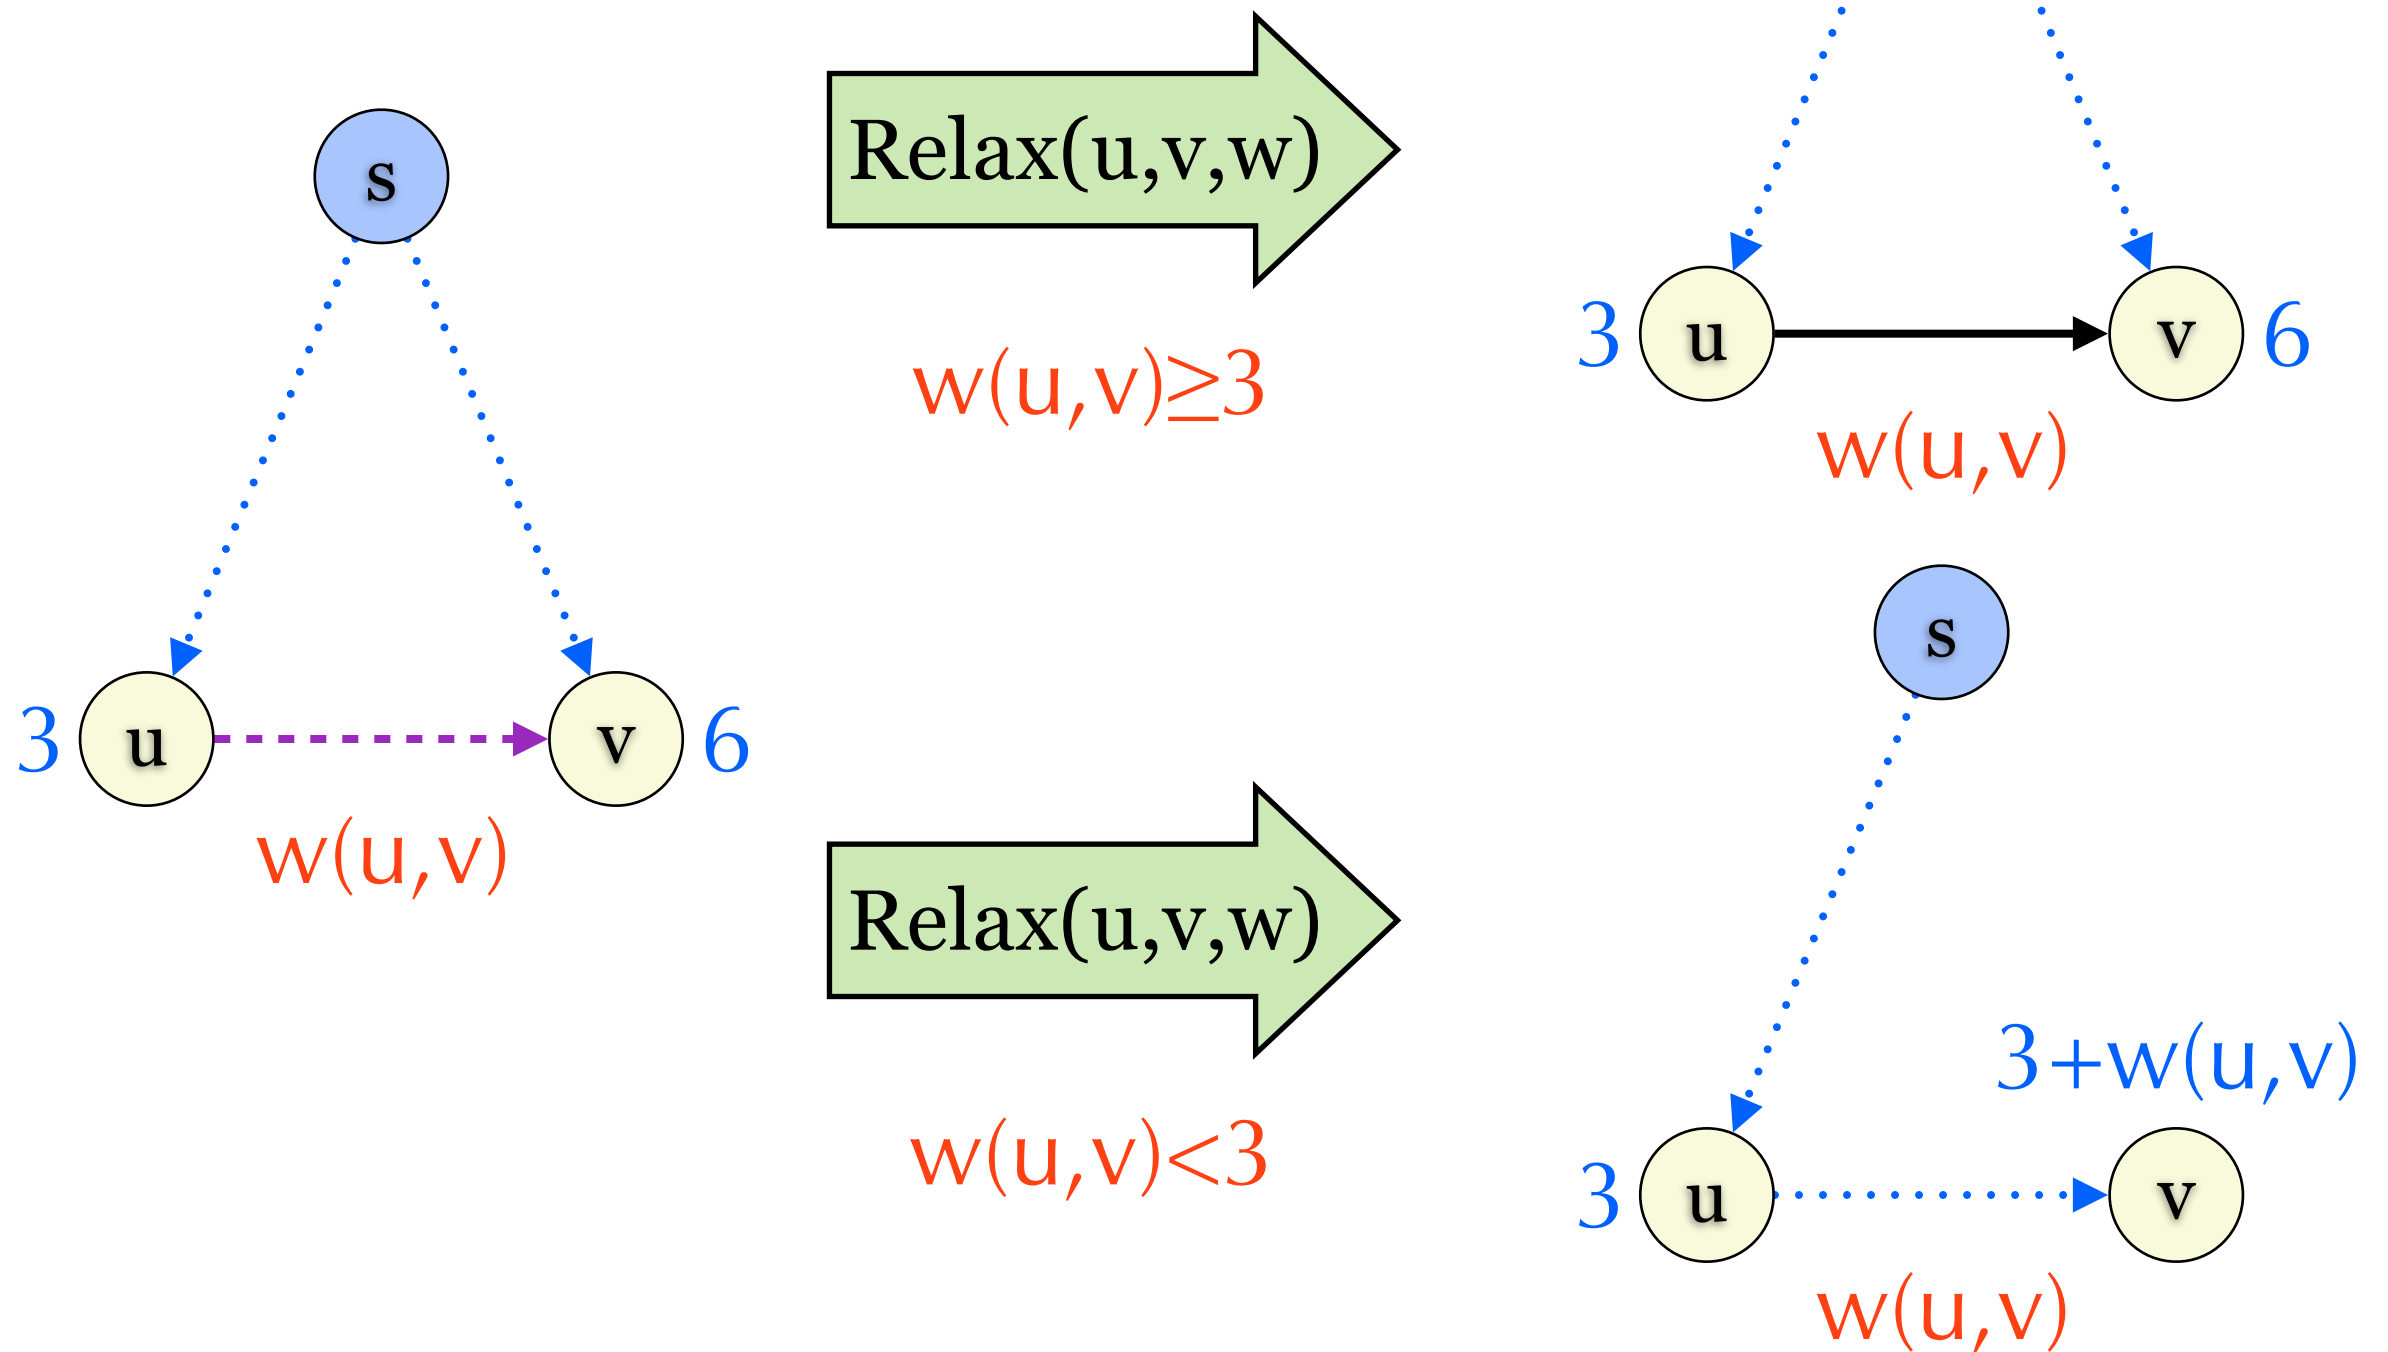 s
3
u
v
6
w(u,v)
Relax(u,v,w)
w(u,v)≥3
3
u
v
6
w(u,v)
Relax(u,v,w)
w(u,v)<3
s
3+w(u,v)
3
u
v
w(u,v)